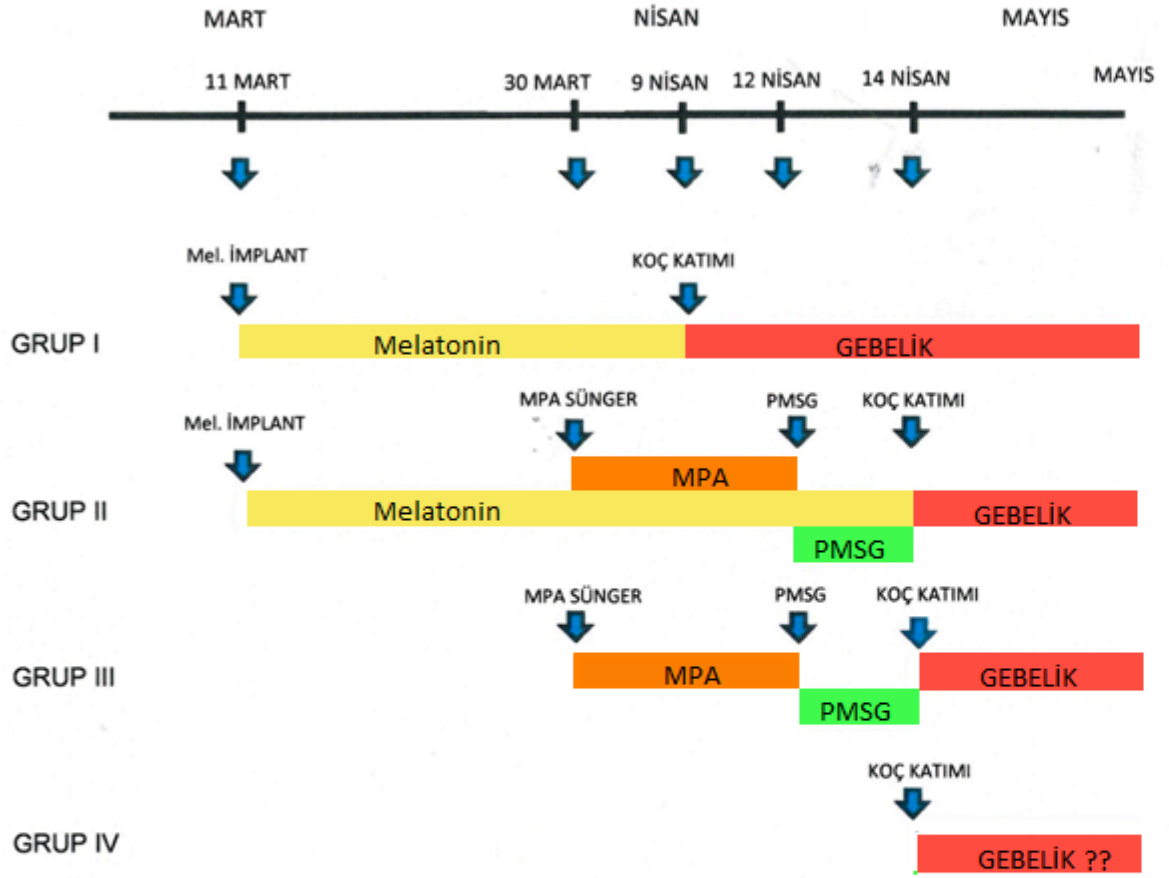 MART NİSAN MAYIS
11 MART 30 MART 9 NİSAN 12 NİSAN 14 NİSAN MAYIS
Mel. İMPLANT KOÇ KATIMI
GRUP I Melatonin GEBELİK
MPA SÜNGER PMSG KOÇ KATIMI
Mel. İMPLANT
MPA
GRUP II Melatonin GEBELİK
PMSG
MPA SÜNGER PMSG KOÇ KATIMI
GRUP III MPA GEBELİK
PMSG
KOÇ KATIMI
GRUP IV GEBELİK ??